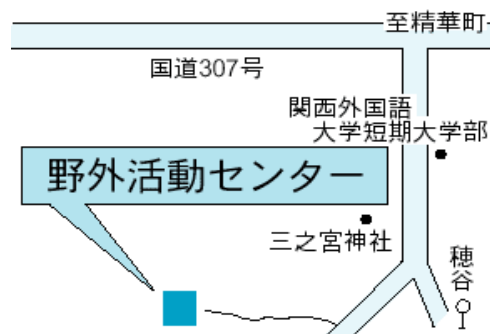 至精華町
国道307号
関西外国語
大学短期大学部
野外活動センター
三之宮神社
穂谷